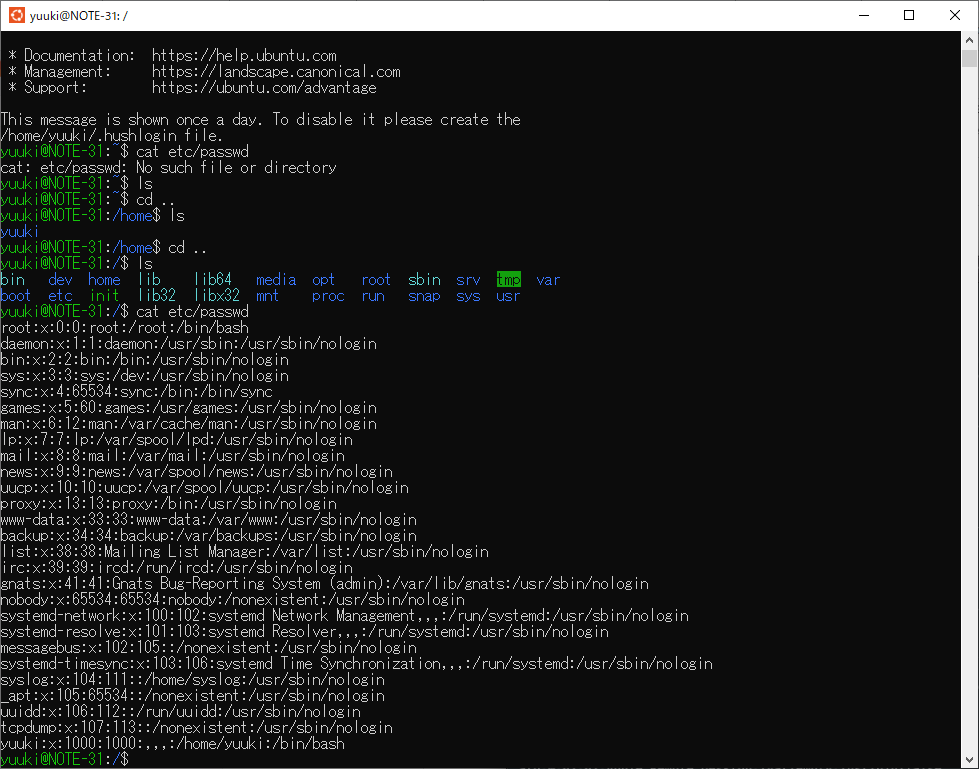 yuuki@NOTE-31: /
* Documentation:  https://help.ubuntu.com
* Management:     https://landscape.canonical.com
* Support:        https://ubuntu.com/advantage
This message is shown once a day. To disable it please create the
/home/yuuki/.hushlogin file.
yuuki@NOTE-31:~$ cat etc/passwd
cat: etc/passwd: No such file or directory
yuuki@NOTE-31:~$ ls
yuuki@NOTE-31:~$ cd ..
yuuki@NOTE-31:/home$ ls
yuuki
yuuki@NOTE-31:/home$ cd ..
yuuki@NOTE-31:/$ ls
bin   dev  home  lib    lib64   media  opt   root  sbin  srv  tmp  var
boot  etc  init  lib32  libx32  mnt    proc  run   snap  sys  usr
yuuki@NOTE-31:/$ cat etc/passwd
root:x:0:0:root:/root:/bin/bash
daemon:x:1:1:daemon:/usr/sbin:/usr/sbin/nologin
bin:x:2:2:bin:/bin:/usr/sbin/nologin
sys:x:3:3:sys:/dev:/usr/sbin/nologin
sync:x:4:65534:sync:/bin:/bin/sync
games:x:5:60:games:/usr/games:/usr/sbin/nologin
man:x:6:12:man:/var/cache/man:/usr/sbin/nologin
lp:x:7:7:lp:/var/spool/lpd:/usr/sbin/nologin
mail:x:8:8:mail:/var/mail:/usr/sbin/nologin
news:x:9:9:news:/var/spool/news:/usr/sbin/nologin
uucp:x:10:10:uucp:/var/spool/uucp:/usr/sbin/nologin
proxy:x:13:13:proxy:/bin:/usr/sbin/nologin
www-data:x:33:33:www-data:/var/www:/usr/sbin/nologin
backup:x:34:34:backup:/var/backups:/usr/sbin/nologin
list:x:38:38:Mailing List Manager:/var/list:/usr/sbin/nologin
irc:x:39:39:ircd:/run/ircd:/usr/sbin/nologin
gnats:x:41:41:Gnats Bug-Reporting System (admin):/var/lib/gnats:/usr/sbin/nologin
nobody:x:65534:65534:nobody:/nonexistent:/usr/sbin/nologin
systemd-network:x:100:102:systemd Network Management,,,:/run/systemd:/usr/sbin/nologin
systemd-resolve:x:101:103:systemd Resolver,,,:/run/systemd:/usr/sbin/nologin
messagebus:x:102:105::/nonexistent:/usr/sbin/nologin
systemd-timesync:x:103:106:systemd Time Synchronization,,,:/run/systemd:/usr/sbin/nologin
syslog:x:104:111::/home/syslog:/usr/sbin/nologin
_apt:x:105:65534::/nonexistent:/usr/sbin/nologin
uuidd:x:106:112::/run/uuidd:/usr/sbin/nologin
tcpdump:x:107:113::/nonexistent:/usr/sbin/nologin
yuuki:x:1000:1000:,,,:/home/yuuki:/bin/bash
yuuki@NOTE-31:/$